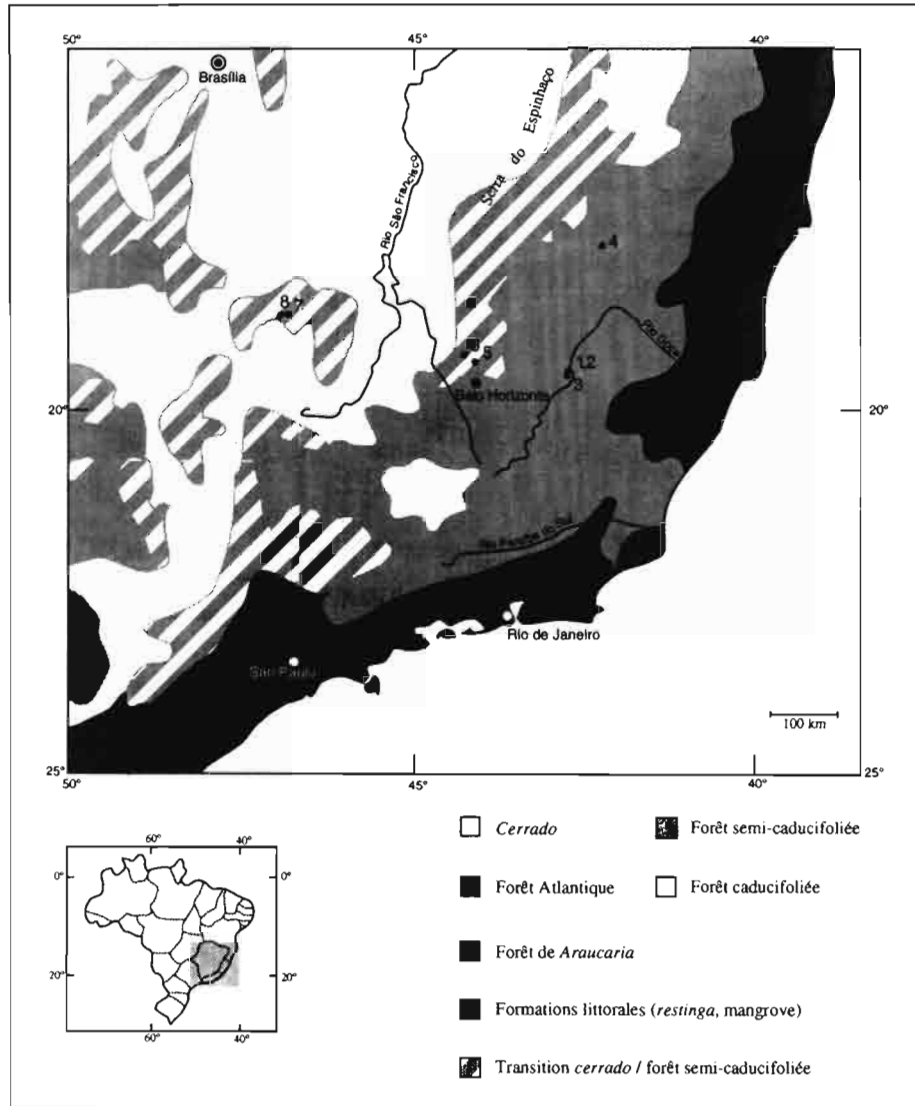 50°
45°
40°
Brasília
Serra do Espinhaço
Rio São Francisco
4
8 7
5
1,2
3
Rio Doce
Belo Horizonte
20°
20°
Rio Paraíba do Sul
Rio de Janeiro
São Paulo
100 km
25°
25°
50°
45°
40°
Cerrado
Forêt semi-caducifoliée
Forêt Atlantique
Forêt caducifoliée
Forêt de Araucaria
Formations littorales (restinga, mangrove)
Transition cerrado / forêt semi-caducifoliée
60°
40°
0°
0°
20°
20°
60°
40°